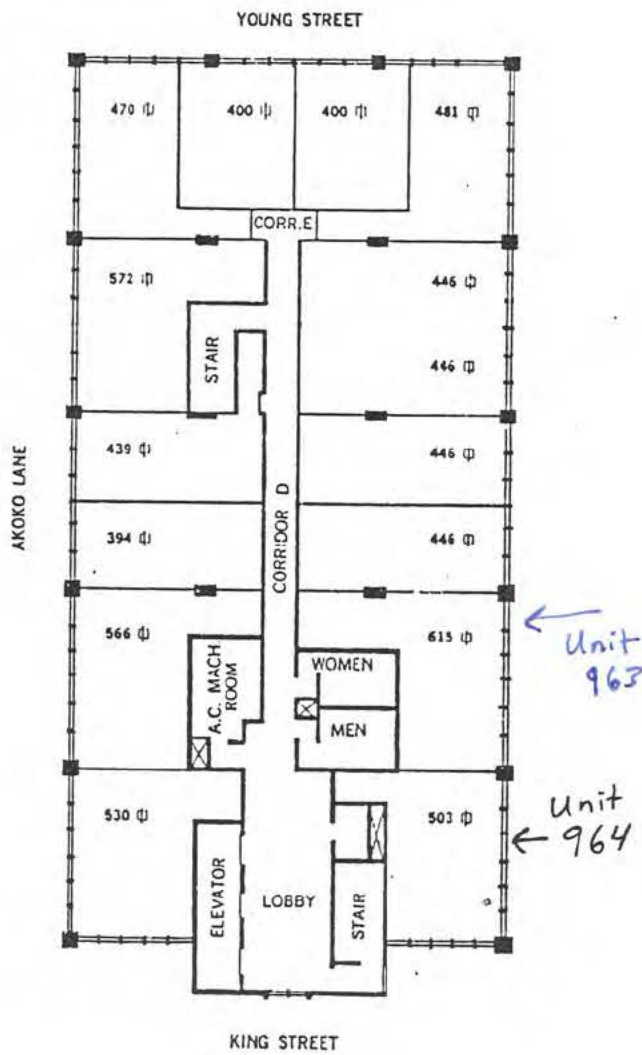 YOUNG STREET
470 ⏀ 400 ⏀ 400 ⏀ 481 ⏀
CORR.E
572 ⏀ 446 ⏀
STAIR
446 ⏀
439 ⏀ 446 ⏀
AKOKO LANE
CORRIDOR D
394 ⏀ 446 ⏀
566 ⏀ 615 ⏀
Unit
963
A.C. MACH
ROOM
WOMEN
MEN
530 ⏀ 503 ⏀
Unit
964
ELEVATOR
LOBBY
STAIR
KING STREET